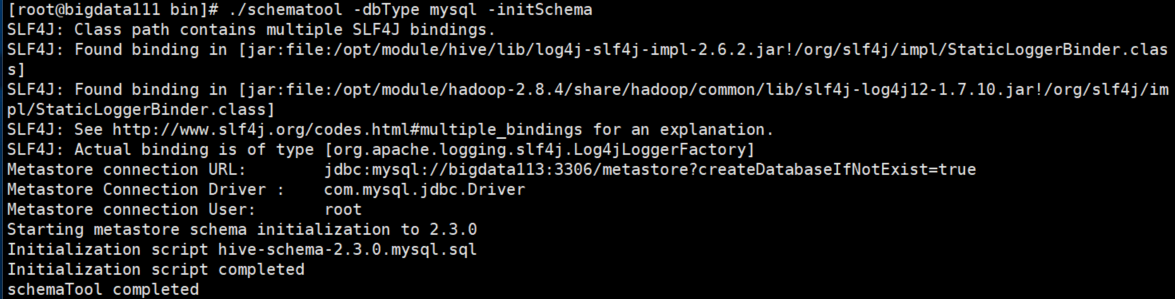 [root@bigdata111 bin]# ./schematool -dbType mysql -initSchema
SLF4J: Class path contains multiple SLF4J bindings.
SLF4J: Found binding in [jar:file:/opt/module/hive/lib/log4j-slf4j-impl-2.6.2.jar!/org/slf4j/impl/StaticLoggerBinder.clas
s]
SLF4J: Found binding in [jar:file:/opt/module/hadoop-2.8.4/share/hadoop/common/lib/slf4j-log4j12-1.7.10.jar!/org/slf4j/im
pl/StaticLoggerBinder.class]
SLF4J: See http://www.slf4j.org/codes.html#multiple_bindings for an explanation.
SLF4J: Actual binding is of type [org.apache.logging.slf4j.Log4jLoggerFactory]
Metastore connection URL:        jdbc:mysql://bigdata113:3306/metastore?createDatabaseIfNotExist=true
Metastore Connection Driver :    com.mysql.jdbc.Driver
Metastore connection User:       root
Starting metastore schema initialization to 2.3.0
Initialization script hive-schema-2.3.0.mysql.sql
Initialization script completed
schemaTool completed